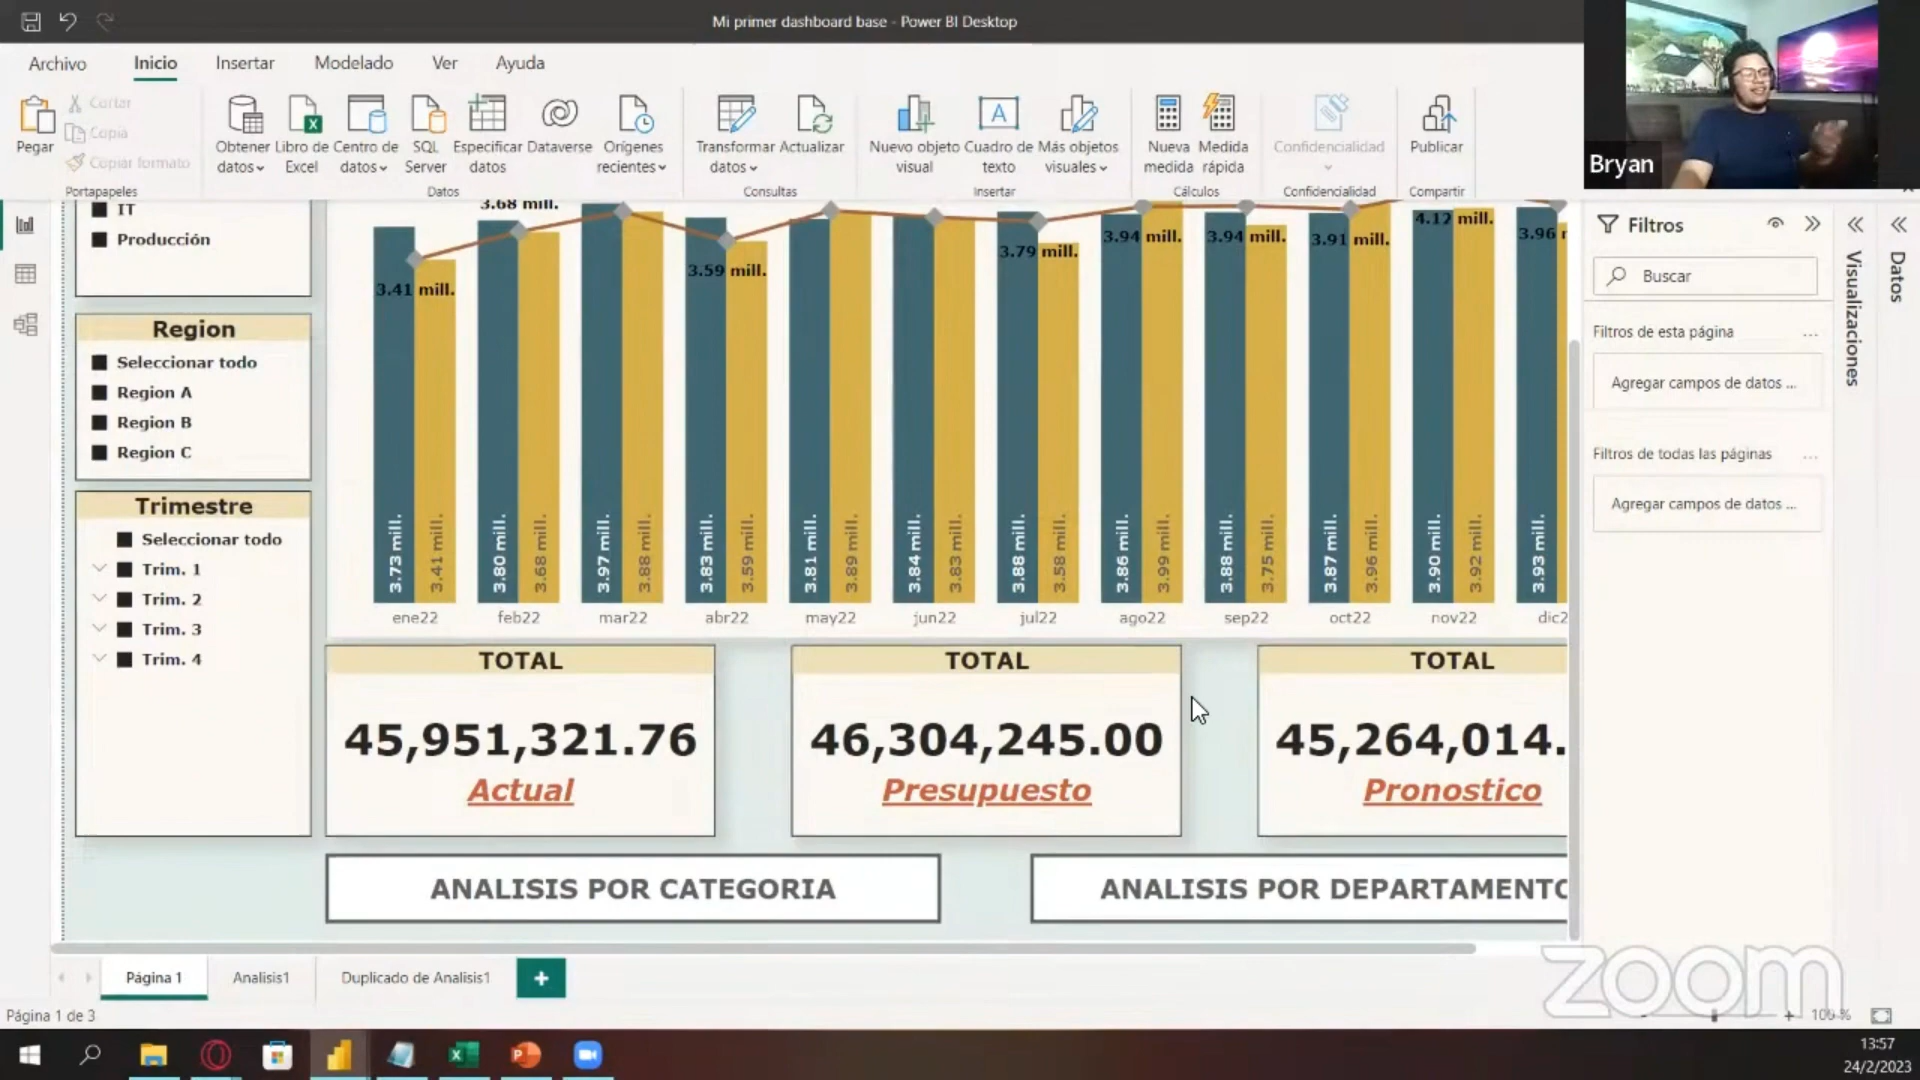 Mi primer dashboard base - Power BI Desktop
Archivo Inicio Insertar Modelado Ver Ayuda
Pegar
Cortar
Copia
Copiar formato
Portapapeles
Obtener datos
Libro de Excel
Centro de datos
SQL Server
Especificar datos
Dataverse
Orígenes recientes
Datos
Transformar datos
Actualizar
Consultas
Nuevo objeto visual
Cuadro de texto
Más objetos visuales
Insertar
Nueva medida
Medida rápida
Cálculos
Confidencialidad
Confidencialidad
Publicar
Compartir
Bryan
IT
Producción
Region
Seleccionar todo
Region A
Region B
Region C
Trimestre
Seleccionar todo
Trim. 1
Trim. 2
Trim. 3
Trim. 4
3.41 mill.
3.68 mill.
3.59 mill.
3.79 mill.
3.94 mill.
3.94 mill.
3.91 mill.
4.12 mill.
3.96
3.73 mill. 3.41 mill.
3.80 mill. 3.68 mill.
3.97 mill. 3.88 mill.
3.83 mill. 3.59 mill.
3.81 mill. 3.89 mill.
3.84 mill. 3.83 mill.
3.88 mill. 3.58 mill.
3.86 mill. 3.99 mill.
3.88 mill. 3.75 mill.
3.87 mill. 3.96 mill.
3.90 mill. 3.92 mill.
3.93 mill.
ene22 feb22 mar22 abr22 may22 jun22 jul22 ago22 sep22 oct22 nov22 dic2
TOTAL
45,951,321.76
Actual
TOTAL
46,304,245.00
Presupuesto
TOTAL
45,264,014.
Pronostico
ANALISIS POR CATEGORIA
ANALISIS POR DEPARTAMENTO
Filtros
Buscar
Filtros de esta página ...
Agregar campos de datos ...
Filtros de todas las páginas ...
Agregar campos de datos ...
Visualizaciones
Datos
Página 1
Analisis1
Duplicado de Analisis1
+
Página 1 de 3
zoom
100 %
13:57
24/2/2023